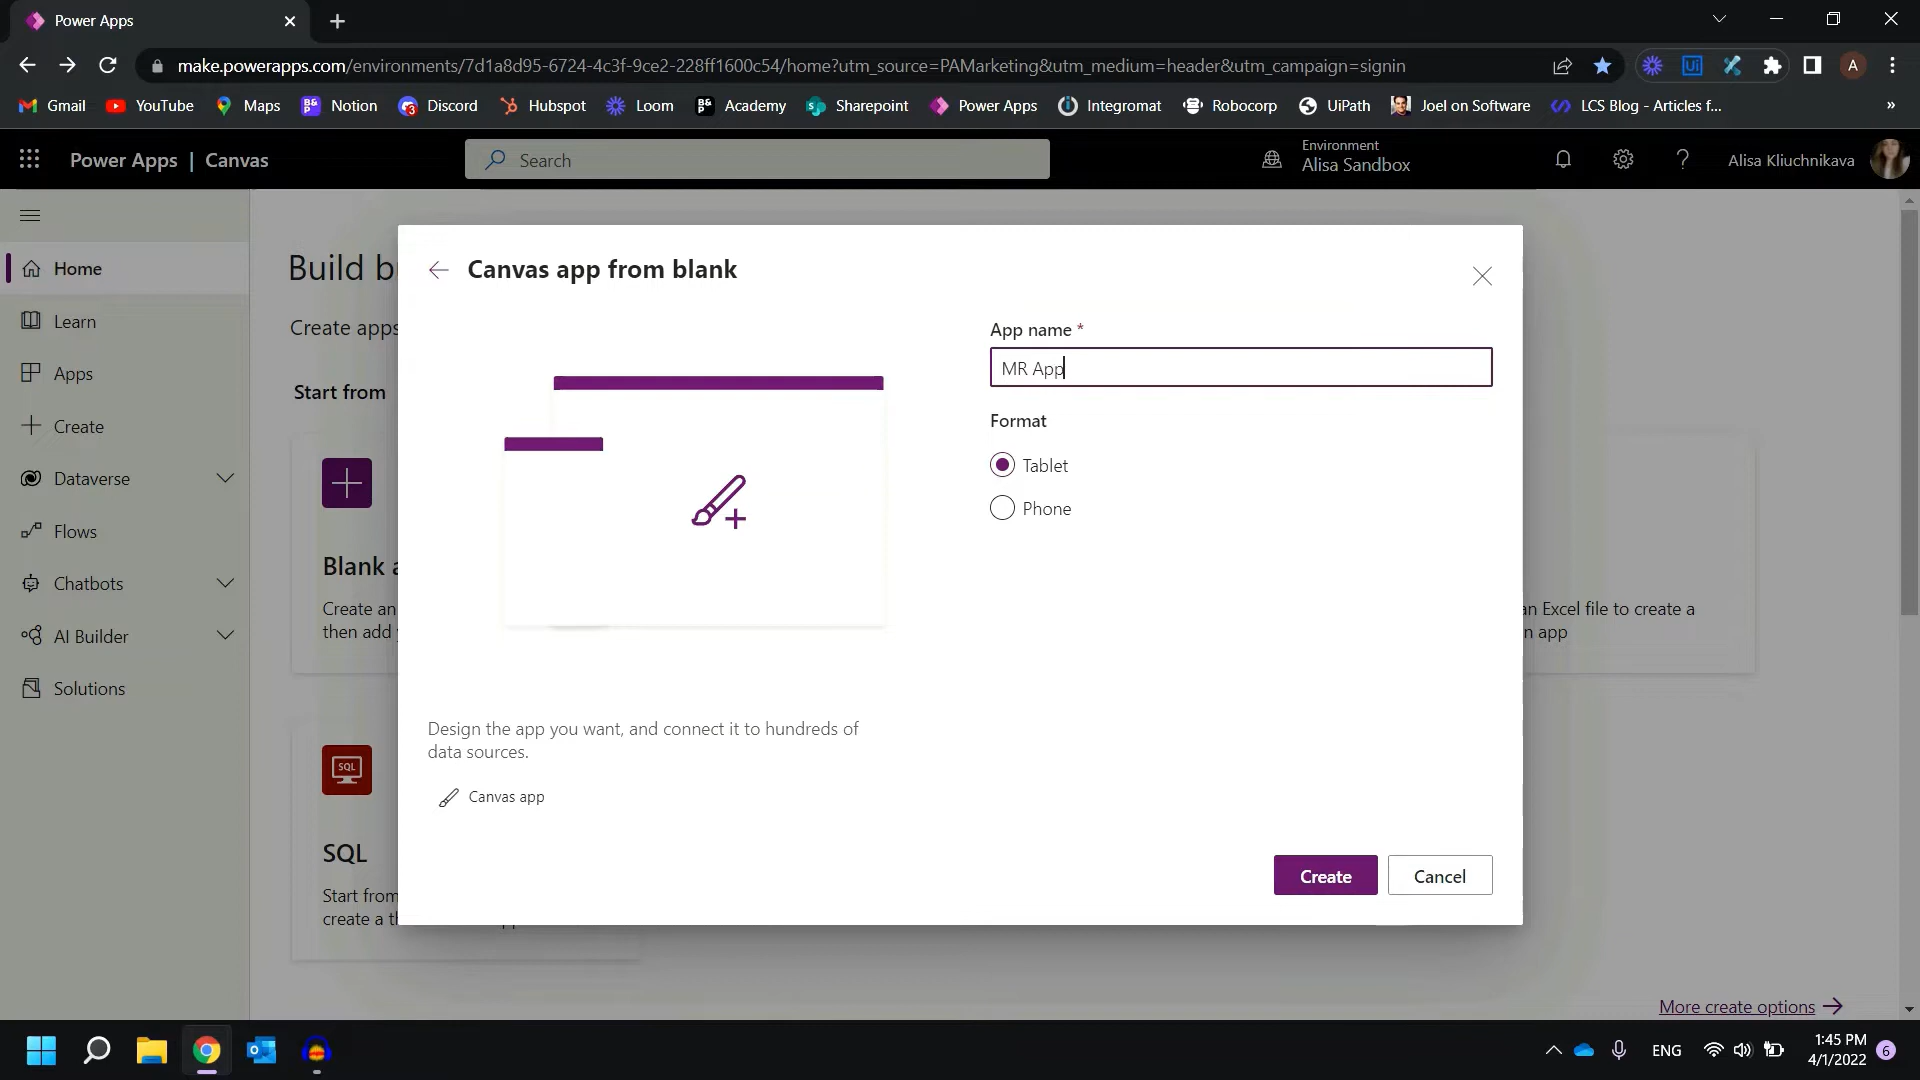 Power Apps
make.powerapps.com/environments/7d1a8d95-6724-4c3f-9ce2-228ff1600c54/home?utm_source=PAMarketing&utm_medium=header&utm_campaign=signin
A
Gmail YouTube Maps Notion Discord Hubspot Loom Academy Sharepoint Power Apps Integromat Robocorp UiPath Joel on Software LCS Blog - Articles f... »
Power Apps | Canvas
Search
Environment
Alisa Sandbox
Alisa Kliuchnikava
Home
Learn
Apps
Create
Dataverse
Flows
Chatbots
AI Builder
Solutions
Build b
Create apps
Start from
Blank a
Create an
then add
SQL
SQL
Start from
create a th
an Excel file to create a
n app
More create options
Canvas app from blank
App name *
MR App
Format
Tablet
Phone
Design the app you want, and connect it to hundreds of
data sources.
Canvas app
Create
Cancel
ENG
1:45 PM
4/1/2022
6